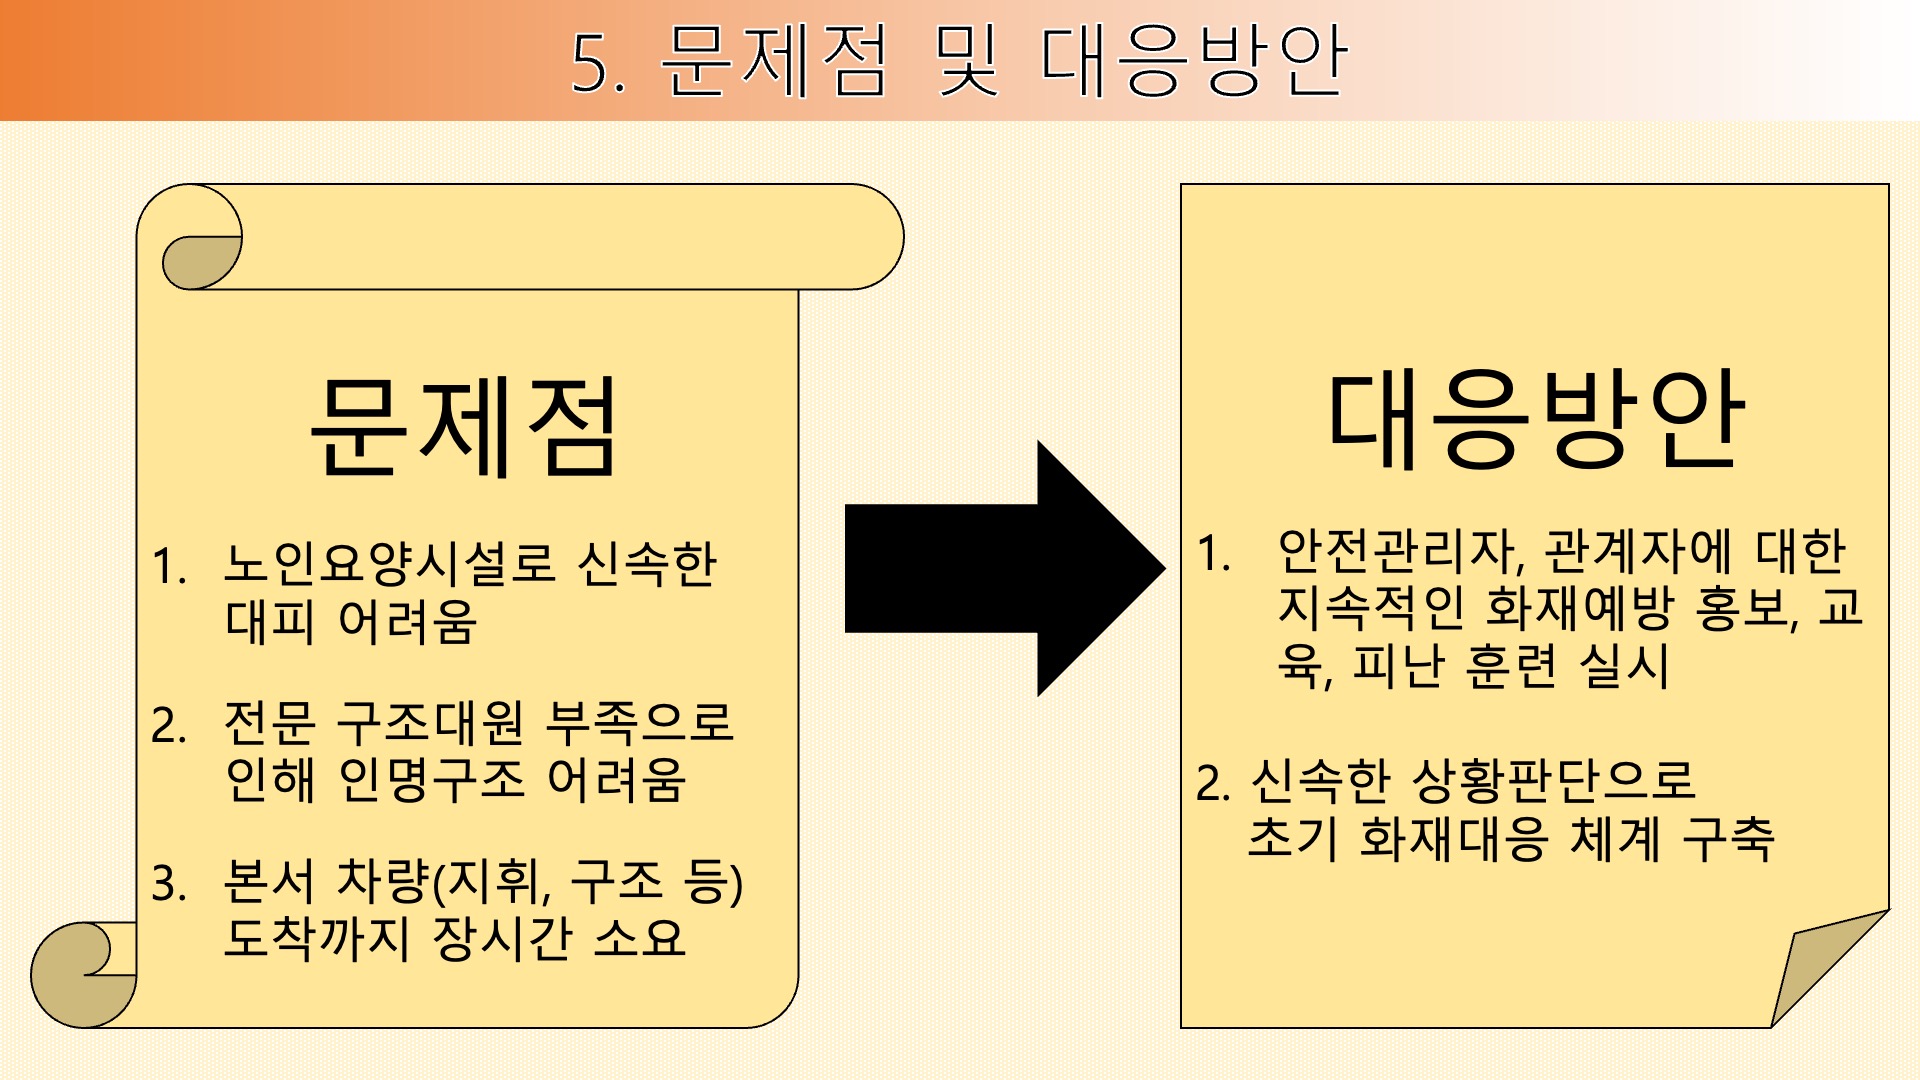 5. 문제점 및 대응방안
문제점
1. 노인요양시설로 신속한
대피 어려움
2. 전문 구조대원 부족으로
인해 인명구조 어려움
3. 본서 차량(지휘, 구조 등)
도착까지 장시간 소요
대응방안
1. 안전관리자, 관계자에 대한
지속적인 화재예방 홍보, 교
육, 피난 훈련 실시
2. 신속한 상황판단으로
초기 화재대응 체계 구축